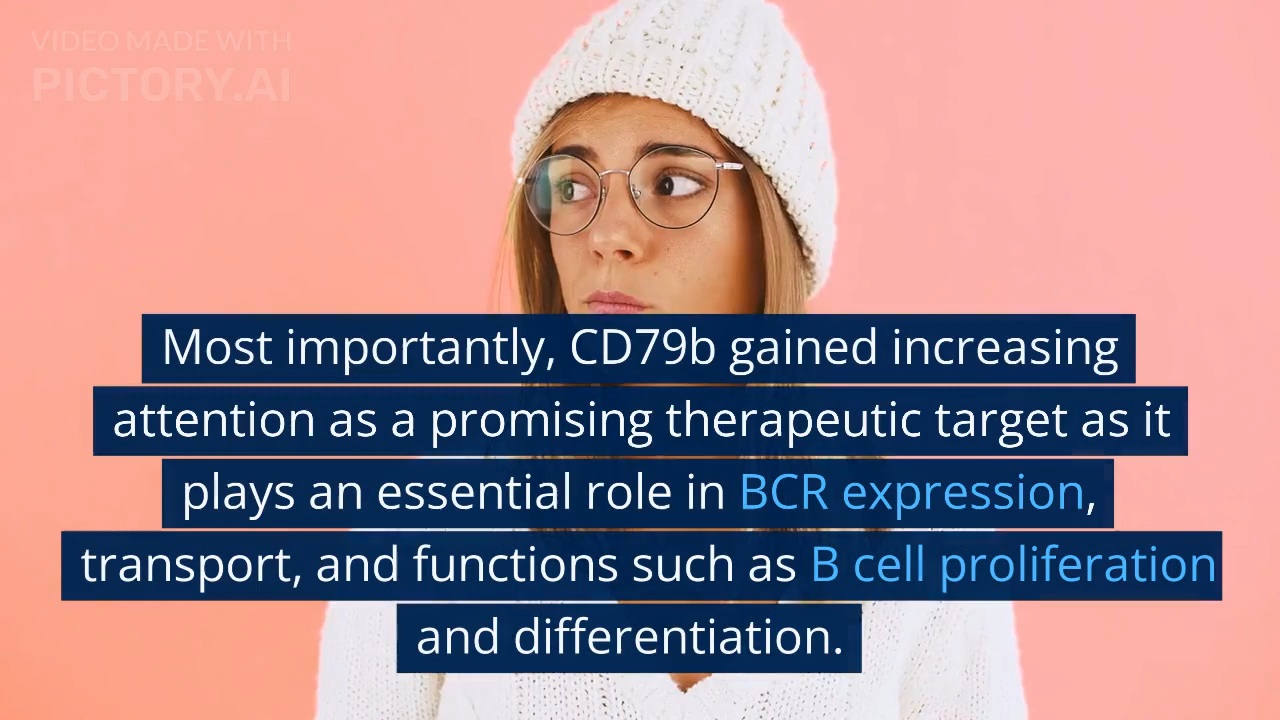 VIDEO MADE WITH
PICTORY.AI
Most importantly, CD79b gained increasing
attention as a promising therapeutic target as it
plays an essential role in BCR expression,
transport, and functions such as B cell proliferation
and differentiation.